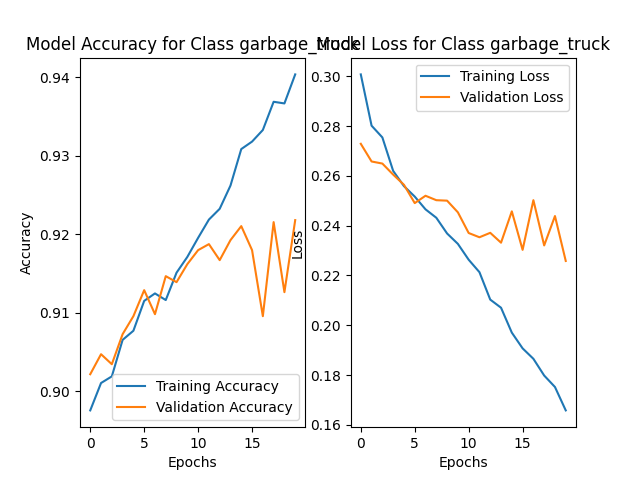 Model Accuracy for Class garbage_truck
Model Loss for Class garbage_truck
0.94
0.93
0.92
0.91
0.90
Accuracy
Training Accuracy
Validation Accuracy
0 5 10 15
Epochs
0.30
0.28
0.26
0.24
0.22
0.20
0.18
0.16
Loss
Training Loss
Validation Loss
0 5 10 15
Epochs